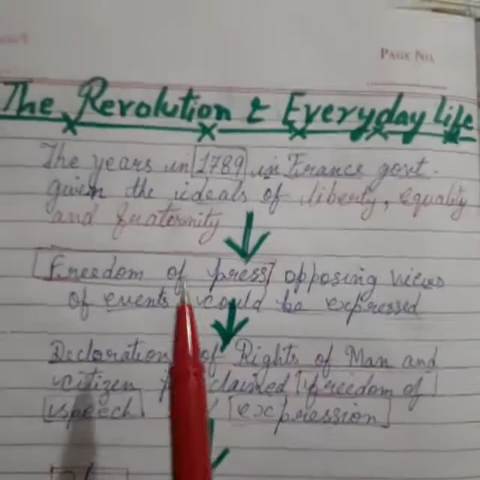 PAGE NO.
The Revolution & Everyday Life
The years in 1789 in France govt.
given the ideals of liberty, equality
and fraternity
Freedom of press opposing views
of events could be expressed
Declaration of Rights of Man and
citizen freedom of
speech expression